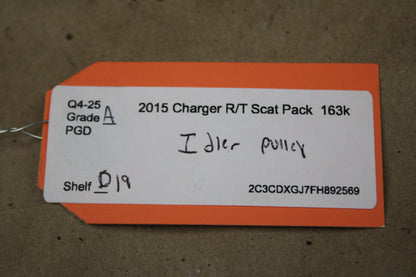 Q4-25
Grade A
PGD
2015 Charger R/T Scat Pack 163k
Idler pulley
Shelf D19
2C3CDXGJ7FH892569